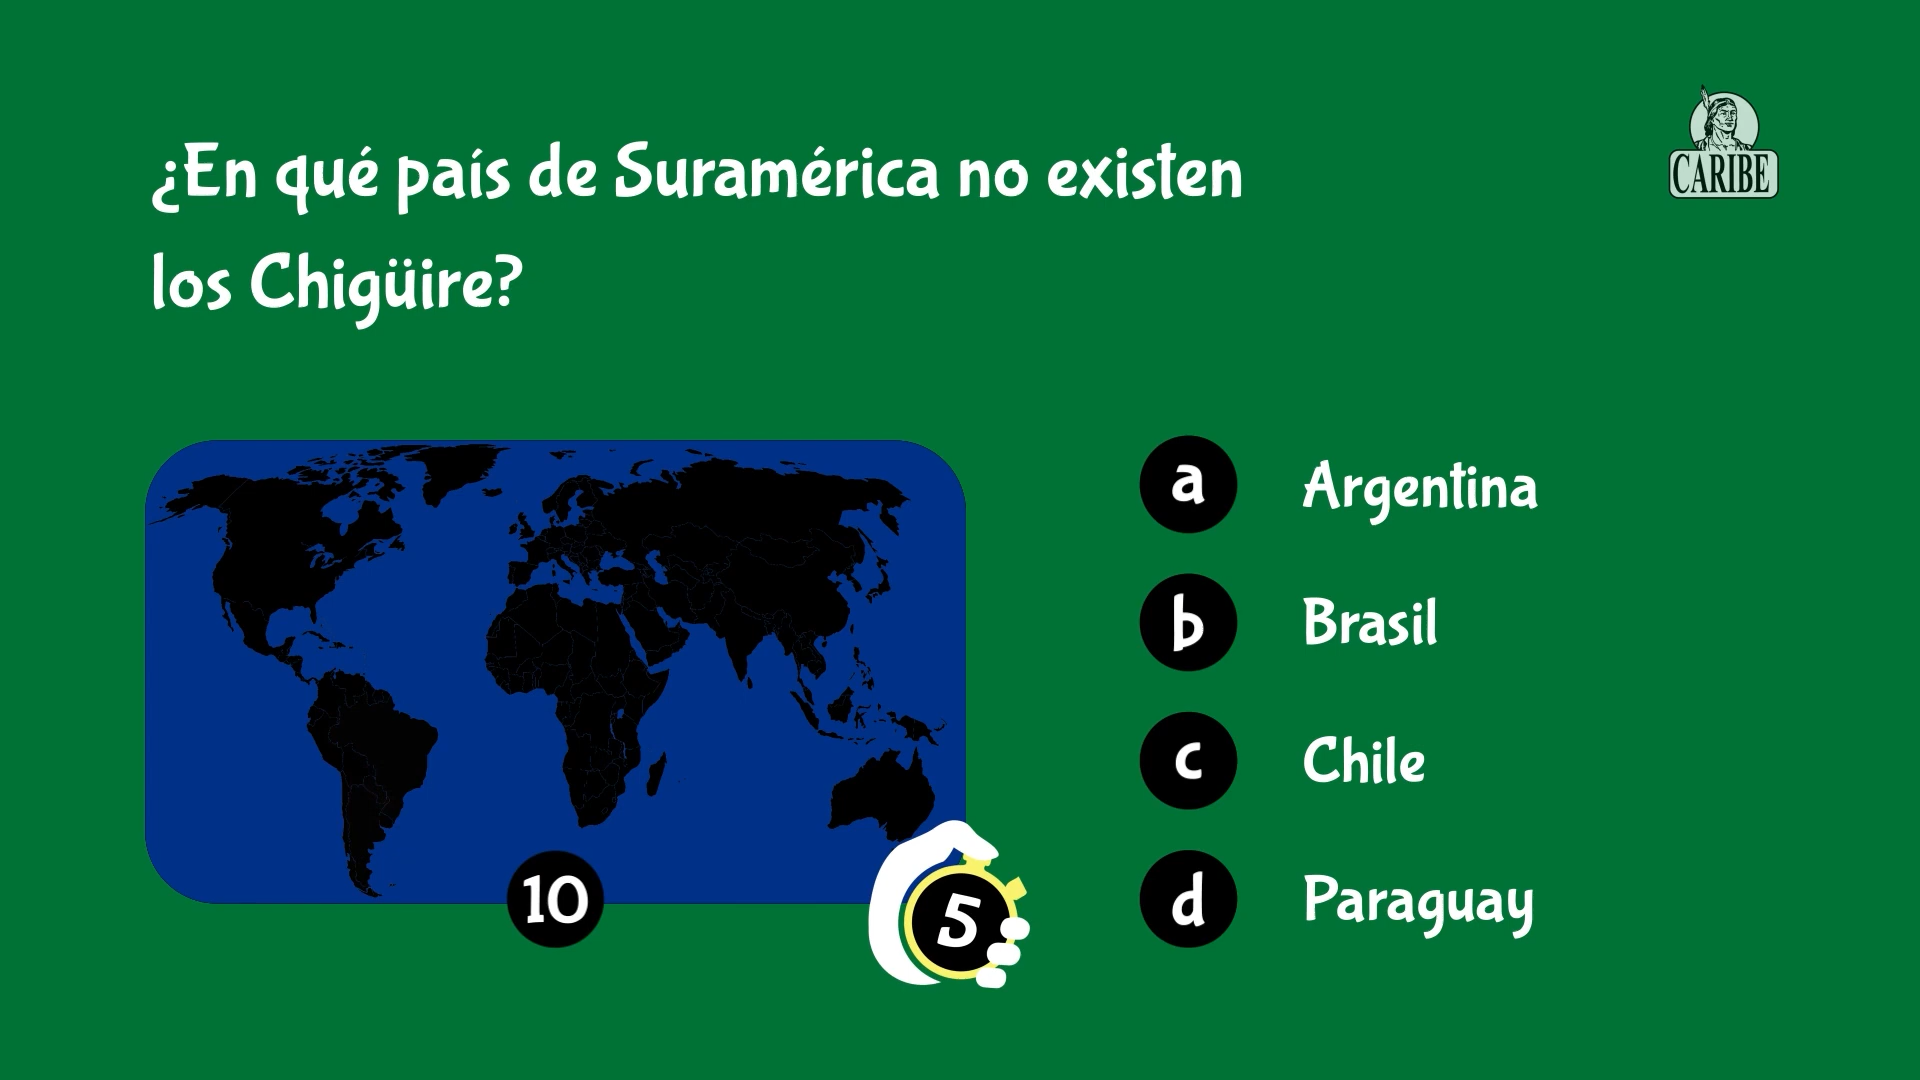 ¿En qué país de Suramérica no existen
los Chigüire?
CARIBE
a Argentina
b Brasil
c Chile
d Paraguay
10
5